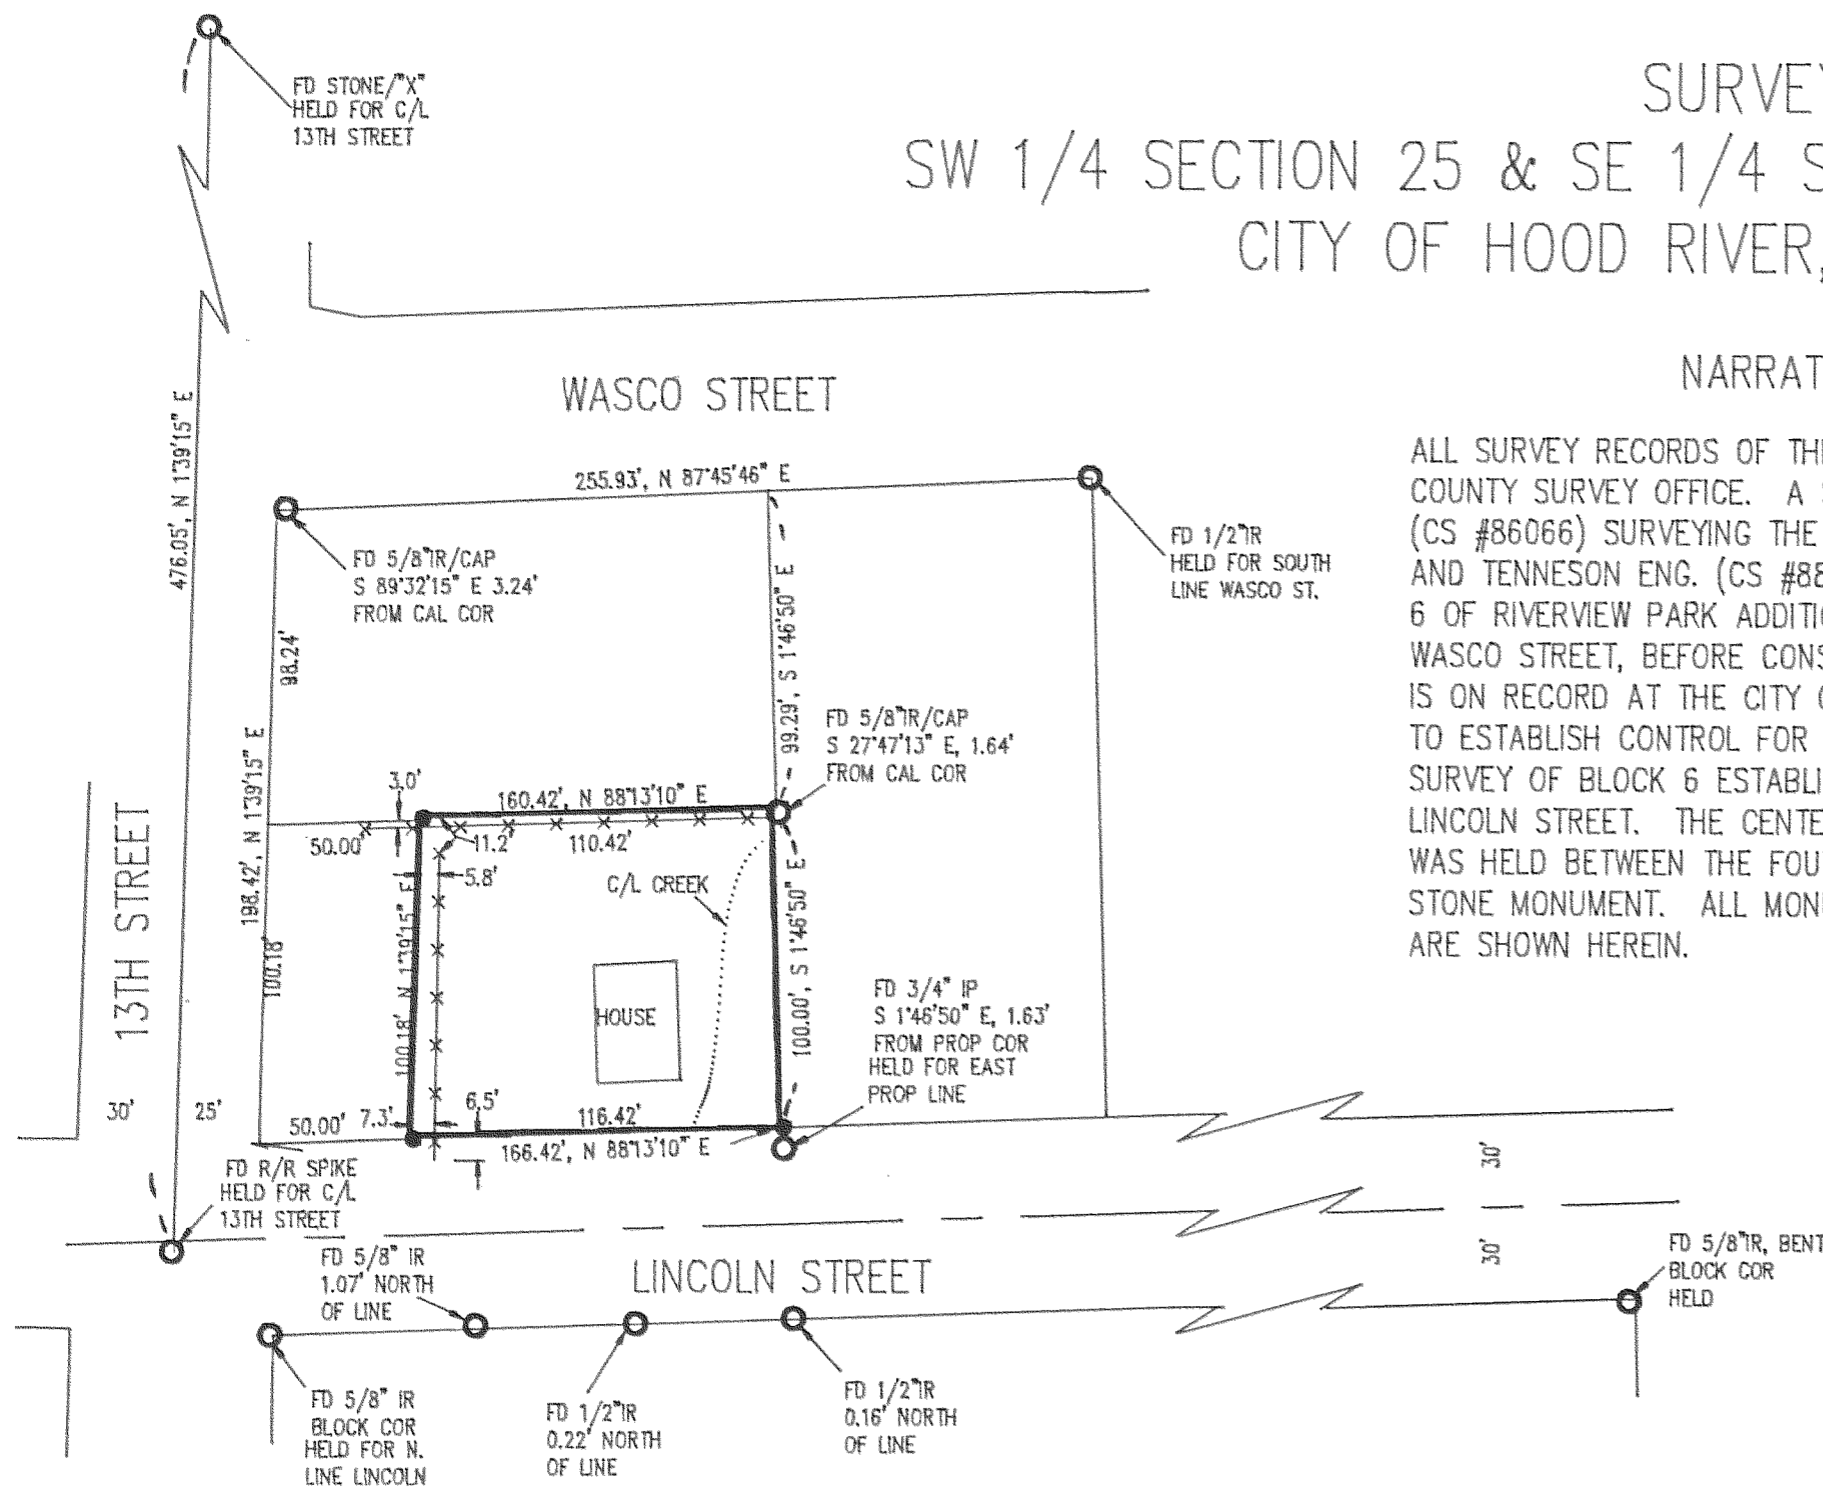 FD STONE/"X"
HELD FOR C/L
13TH STREET
SURVEY
SW 1/4 SECTION 25 & SE 1/4 S
CITY OF HOOD RIVER,
NARRAT
ALL SURVEY RECORDS OF THE
COUNTY SURVEY OFFICE. A
(CS #86066) SURVEYING THE
AND TENNESON ENG. (CS #88
6 OF RIVERVIEW PARK ADDITIO
WASCO STREET, BEFORE CONS
IS ON RECORD AT THE CITY
TO ESTABLISH CONTROL FOR
SURVEY OF BLOCK 6 ESTABLI
LINCOLN STREET. THE CENTE
WAS HELD BETWEEN THE FOU
STONE MONUMENT. ALL MONU
ARE SHOWN HEREIN.
WASCO STREET
476.05', N 1°39'15" E
255.93', N 87°45'46" E
FD 5/8"IR/CAP
S 89°32'15" E 3.24'
FROM CAL COR
FD 1/2"IR
HELD FOR SOUTH
LINE WASCO ST.
98.24'
99.29', S 1°46'50" E
FD 5/8"IR/CAP
S 27°47'13" E, 1.64'
FROM CAL COR
198.42', N 1°39'15" E
3.0'
160.42', N 88°13'10" E
50.00'
11.2'
110.42'
5.8'
C/L CREEK
13TH STREET
100.18'
100.18', N 1°39'15" E
HOUSE
100.00', S 1°46'50" E
FD 3/4" IP
S 1°46'50" E, 1.63'
FROM PROP COR
HELD FOR EAST
PROP LINE
30'
25'
50.00'
7.3'
6.5'
116.42'
166.42', N 88°13'10" E
30'
FD R/R SPIKE
HELD FOR C/L
13TH STREET
FD 5/8" IR
1.07' NORTH
OF LINE
LINCOLN STREET
30'
FD 5/8"IR, BENT
BLOCK COR
HELD
FD 5/8" IR
BLOCK COR
HELD FOR N.
LINE LINCOLN
FD 1/2"IR
0.22' NORTH
OF LINE
FD 1/2"IR
0.16' NORTH
OF LINE